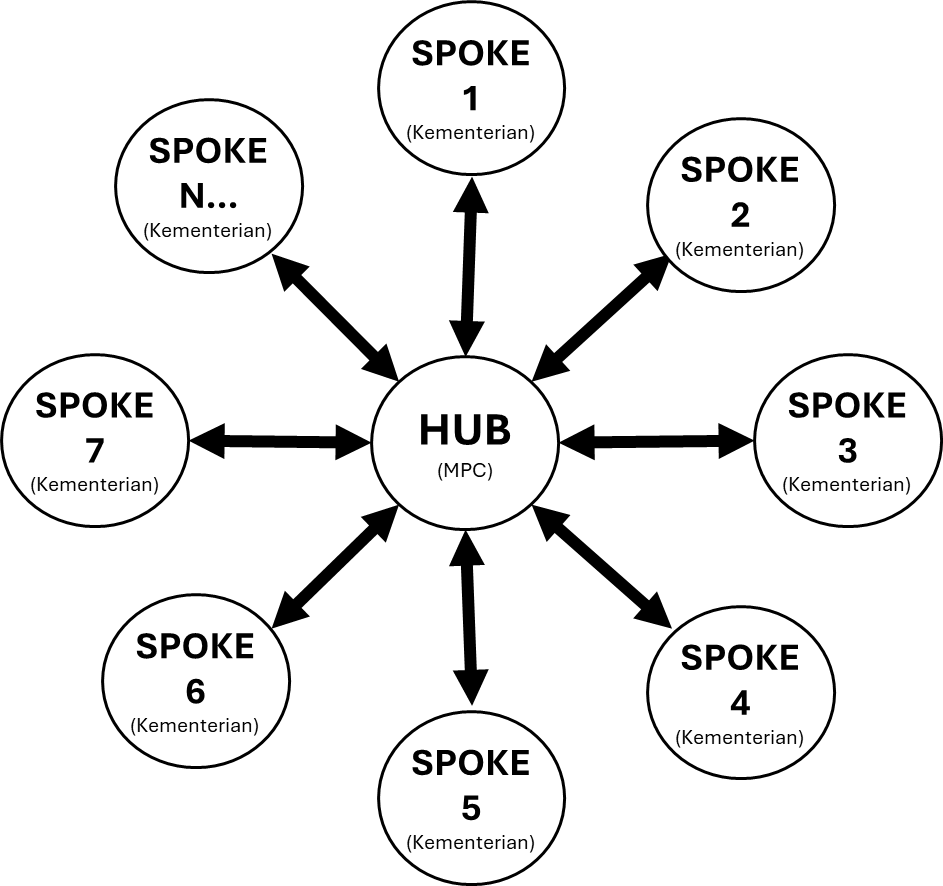 SPOKE
1
(Kementerian)
SPOKE
2
(Kementerian)
SPOKE
3
(Kementerian)
SPOKE
4
(Kementerian)
SPOKE
5
(Kementerian)
SPOKE
6
(Kementerian)
SPOKE
7
(Kementerian)
SPOKE
N...
(Kementerian)
HUB
(MPC)